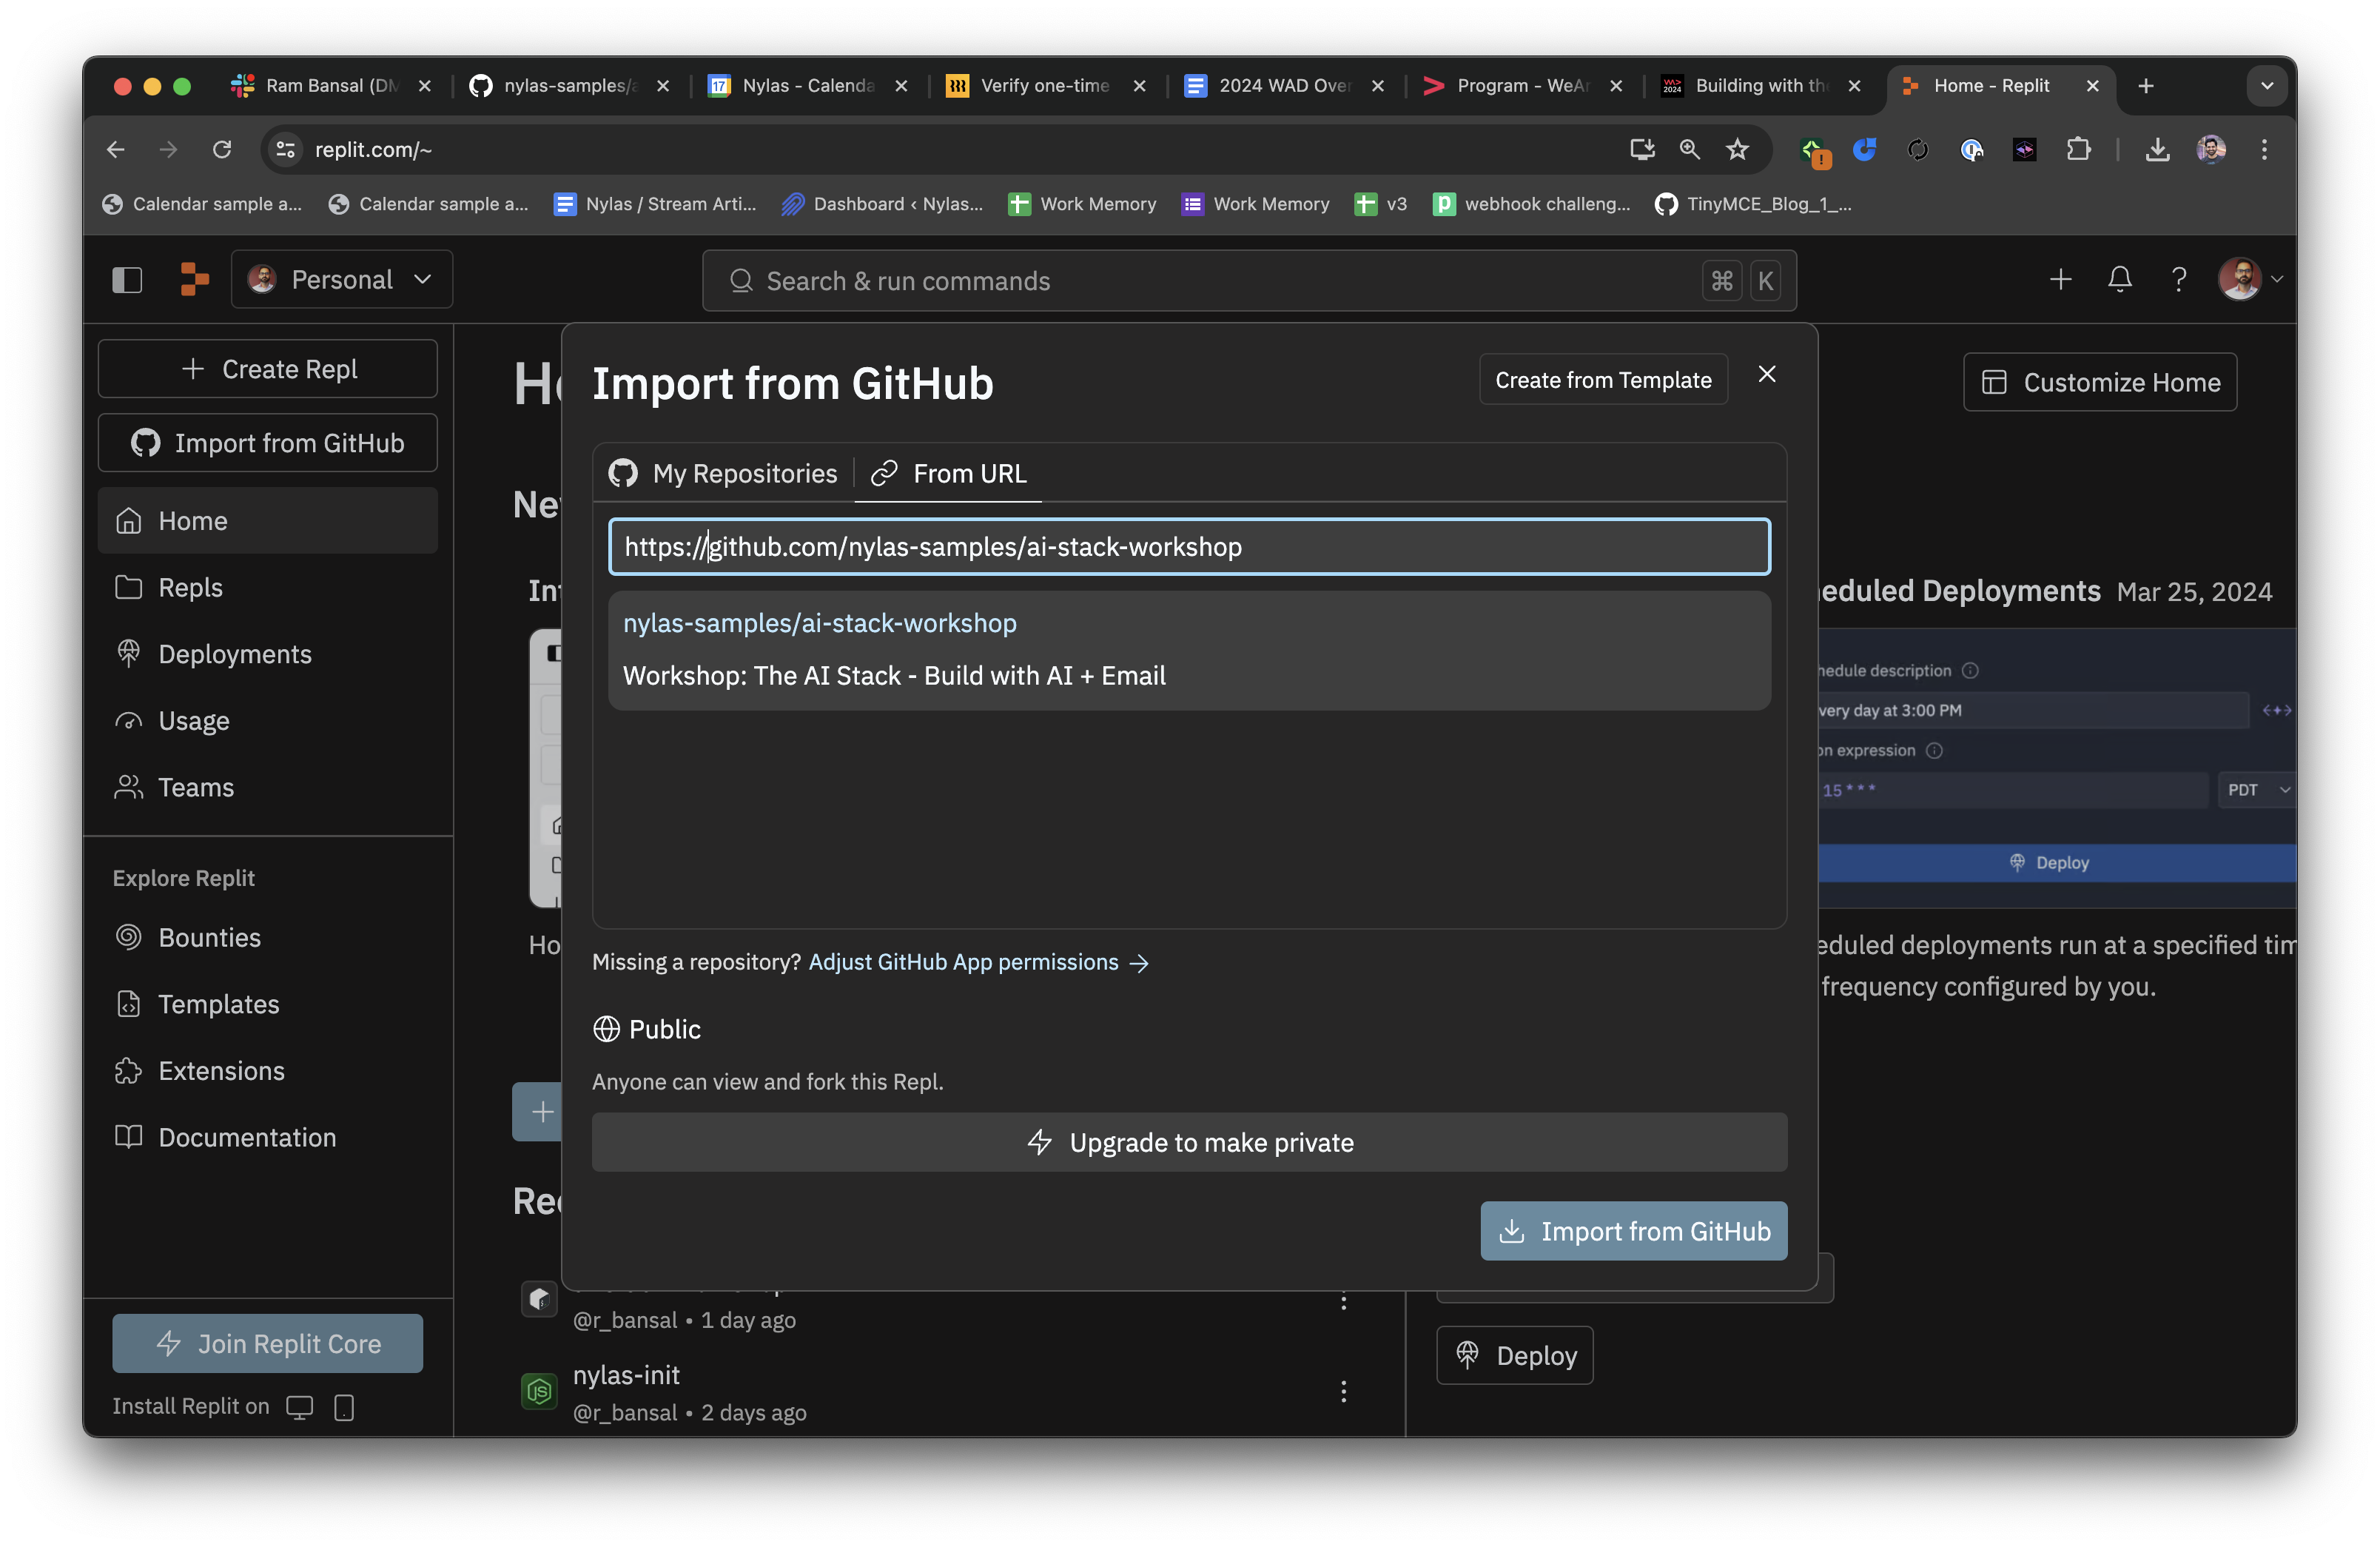 Ram Bansal (DM
nylas-samples/a
Nylas - Calenda
Verify one-time
2024 WAD Over
Program - WeAr
Building with the
Home - Replit
replit.com/~
Calendar sample a...
Calendar sample a...
Nylas / Stream Arti...
Dashboard ‹ Nylas...
Work Memory
Work Memory
v3
webhook challeng...
TinyMCE_Blog_1_...
Personal
Search & run commands
⌘ K
Create Repl
Import from GitHub
Home
Repls
Deployments
Usage
Teams
Explore Replit
Bounties
Templates
Extensions
Documentation
Join Replit Core
Install Replit on
Import from GitHub
Create from Template
My Repositories
From URL
https://github.com/nylas-samples/ai-stack-workshop
nylas-samples/ai-stack-workshop
Workshop: The AI Stack - Build with AI + Email
Missing a repository? Adjust GitHub App permissions →
Public
Anyone can view and fork this Repl.
Upgrade to make private
Import from GitHub
Customize Home
eduled Deployments Mar 25, 2024
hedule description
very day at 3:00 PM
on expression
15 * * *
PDT
Deploy
eduled deployments run at a specified tim
frequency configured by you.
@r_bansal • 1 day ago
nylas-init
@r_bansal • 2 days ago
Deploy